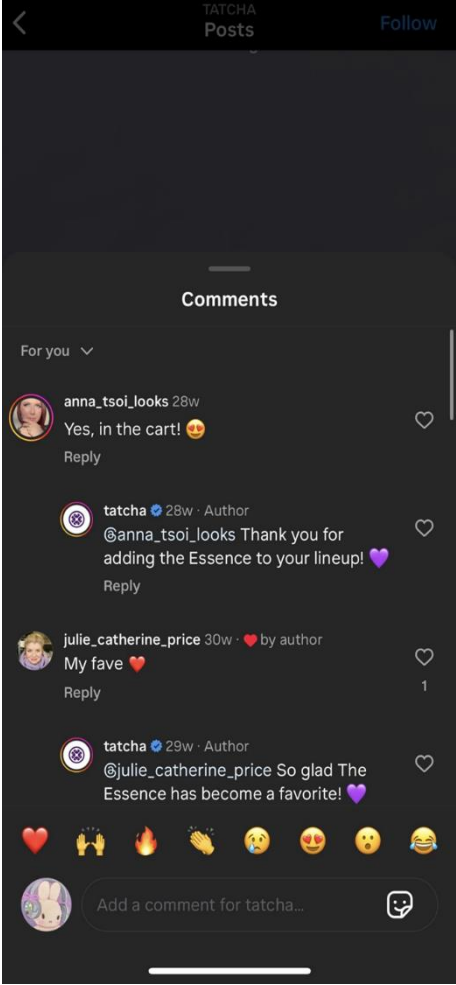 TATCHA
Posts
Follow
Comments
For you
anna_tsoi_looks 28w
Yes, in the cart! 😍
Reply
tatcha 28w · Author
@anna_tsoi_looks Thank you for
adding the Essence to your lineup! 💜
Reply
julie_catherine_price 30w · ❤️ by author
My fave ❤️
Reply
1
tatcha 29w · Author
@julie_catherine_price So glad The
Essence has become a favorite! 💜
❤️ 🙌 🔥 👏 😢 😍 😮 😂
Add a comment for tatcha...